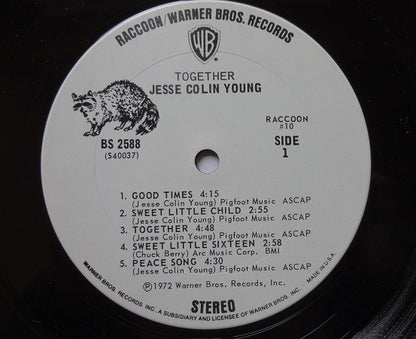 RACCOON/WARNER BROS. RECORDS
WB
®
TOGETHER
JESSE COLIN YOUNG
BS 2588
(S40037)
RACCOON
#10
SIDE
1
1. GOOD TIMES 4:15
(Jesse Colin Young) Pigfoot Music ASCAP
2. SWEET LITTLE CHILD 2:55
(Jesse Colin Young) Pigfoot Music ASCAP
3. TOGETHER 4:48
(Jesse Colin Young) Pigfoot Music ASCAP
4. SWEET LITTLE SIXTEEN 2:58
(Chuck Berry) Arc Music Corp. BMI
5. PEACE SONG 4:30
(Jesse Colin Young) Pigfoot Music ASCAP
℗1972 Warner Bros. Records Inc.
STEREO
WARNER BROS. RECORDS INC. A SUBSIDIARY AND LICENSEE OF WARNER BROS. INC. MADE IN U.S.A.